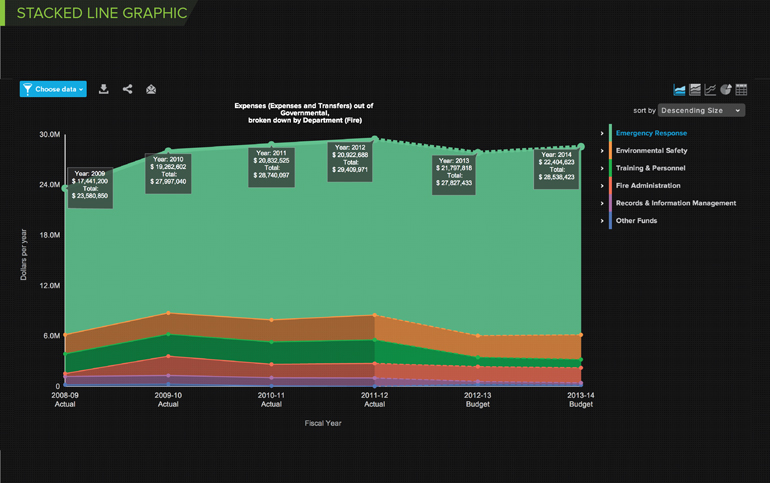 STACKED LINE GRAPHIC
Choose data
Expenses (Expenses and Transfers) out of
Governmental,
broken down by Department (Fire)
sort by Descending Size
30.0M
24.0M
18.0M
12.0M
6.0M
0
Dollars per year
Year: 2009
$ 17,441,200
Total:
$ 23,580,850
Year: 2010
$ 19,262,602
Total:
$ 27,997,040
Year: 2011
$ 20,832,525
Total:
$ 28,740,097
Year: 2012
$ 20,922,688
Total:
$ 29,409,971
Year: 2013
$ 21,797,818
Total:
$ 27,827,433
Year: 2014
$ 22,404,623
Total:
$ 28,538,423
Emergency Response
Environmental Safety
Training & Personnel
Fire Administration
Records & Information Management
Other Funds
2008-09
Actual
2009-10
Actual
2010-11
Actual
2011-12
Actual
2012-13
Budget
2013-14
Budget
Fiscal Year